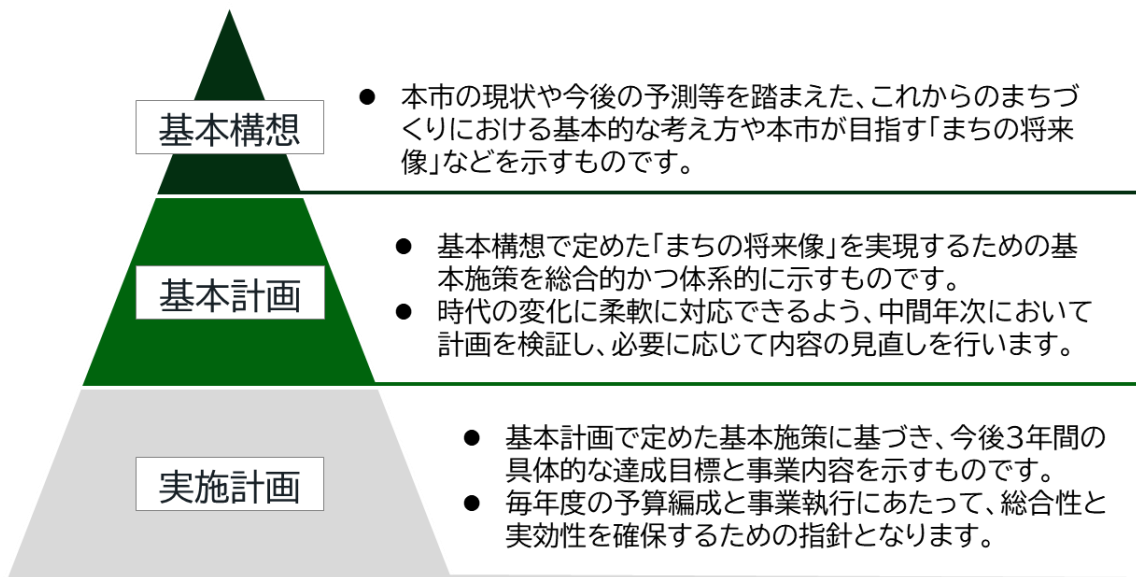 基本構想
● 本市の現状や今後の予測等を踏まえた、これからのまちづ
くりにおける基本的な考え方や本市が目指す「まちの将来
像」などを示すものです。
基本計画
● 基本構想で定めた「まちの将来像」を実現するための基
本施策を総合的かつ体系的に示すものです。
● 時代の変化に柔軟に対応できるよう、中間年次において
計画を検証し、必要に応じて内容の見直しを行います。
実施計画
● 基本計画で定めた基本施策に基づき、今後3年間の
具体的な達成目標と事業内容を示すものです。
● 毎年度の予算編成と事業執行にあたって、総合性と
実効性を確保するための指針となります。